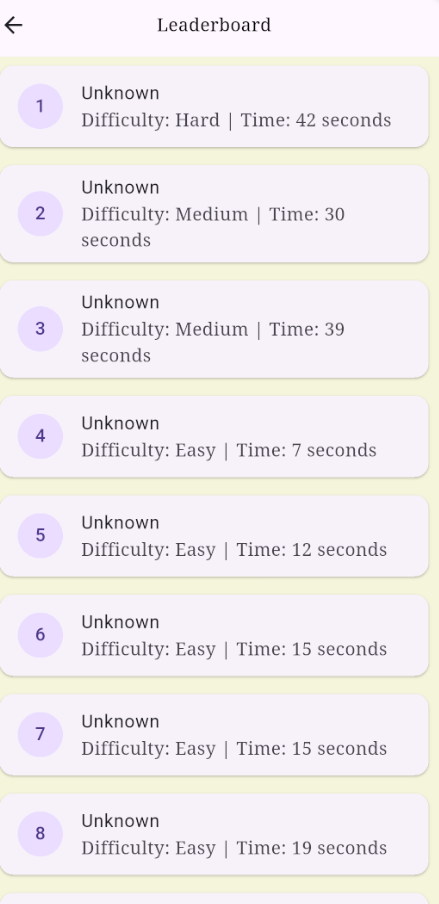 Leaderboard
1
Unknown
Difficulty: Hard | Time: 42 seconds
2
Unknown
Difficulty: Medium | Time: 30
seconds
3
Unknown
Difficulty: Medium | Time: 39
seconds
4
Unknown
Difficulty: Easy | Time: 7 seconds
5
Unknown
Difficulty: Easy | Time: 12 seconds
6
Unknown
Difficulty: Easy | Time: 15 seconds
7
Unknown
Difficulty: Easy | Time: 15 seconds
8
Unknown
Difficulty: Easy | Time: 19 seconds